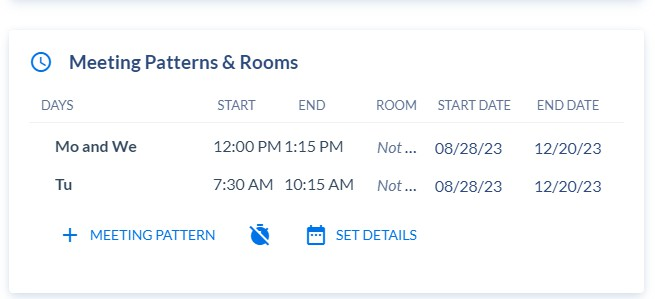 Meeting Patterns & Rooms
DAYS START END ROOM START DATE END DATE
Mo and We 12:00 PM 1:15 PM Not ... 08/28/23 12/20/23
Tu 7:30 AM 10:15 AM Not ... 08/28/23 12/20/23
MEETING PATTERN SET DETAILS